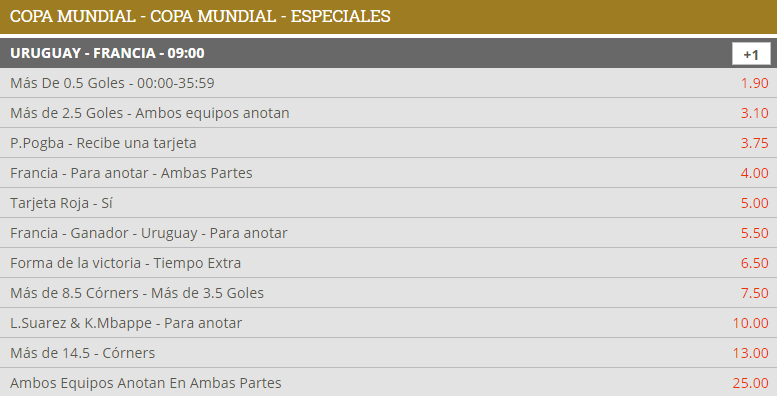 COPA MUNDIAL - COPA MUNDIAL - ESPECIALES
URUGUAY - FRANCIA - 09:00 +1
Más De 0.5 Goles - 00:00-35:59 1.90
Más de 2.5 Goles - Ambos equipos anotan 3.10
P.Pogba - Recibe una tarjeta 3.75
Francia - Para anotar - Ambas Partes 4.00
Tarjeta Roja - Sí 5.00
Francia - Ganador - Uruguay - Para anotar 5.50
Forma de la victoria - Tiempo Extra 6.50
Más de 8.5 Córners - Más de 3.5 Goles 7.50
L.Suarez & K.Mbappe - Para anotar 10.00
Más de 14.5 - Córners 13.00
Ambos Equipos Anotan En Ambas Partes 25.00